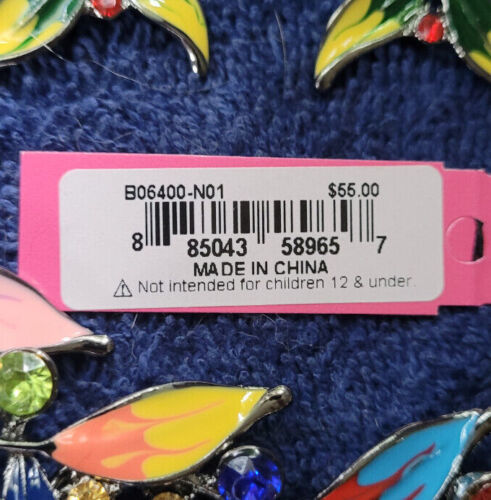 B06400-N01 $55.00
8 85043 58965 7
MADE IN CHINA
⚠ Not intended for children 12 & under.